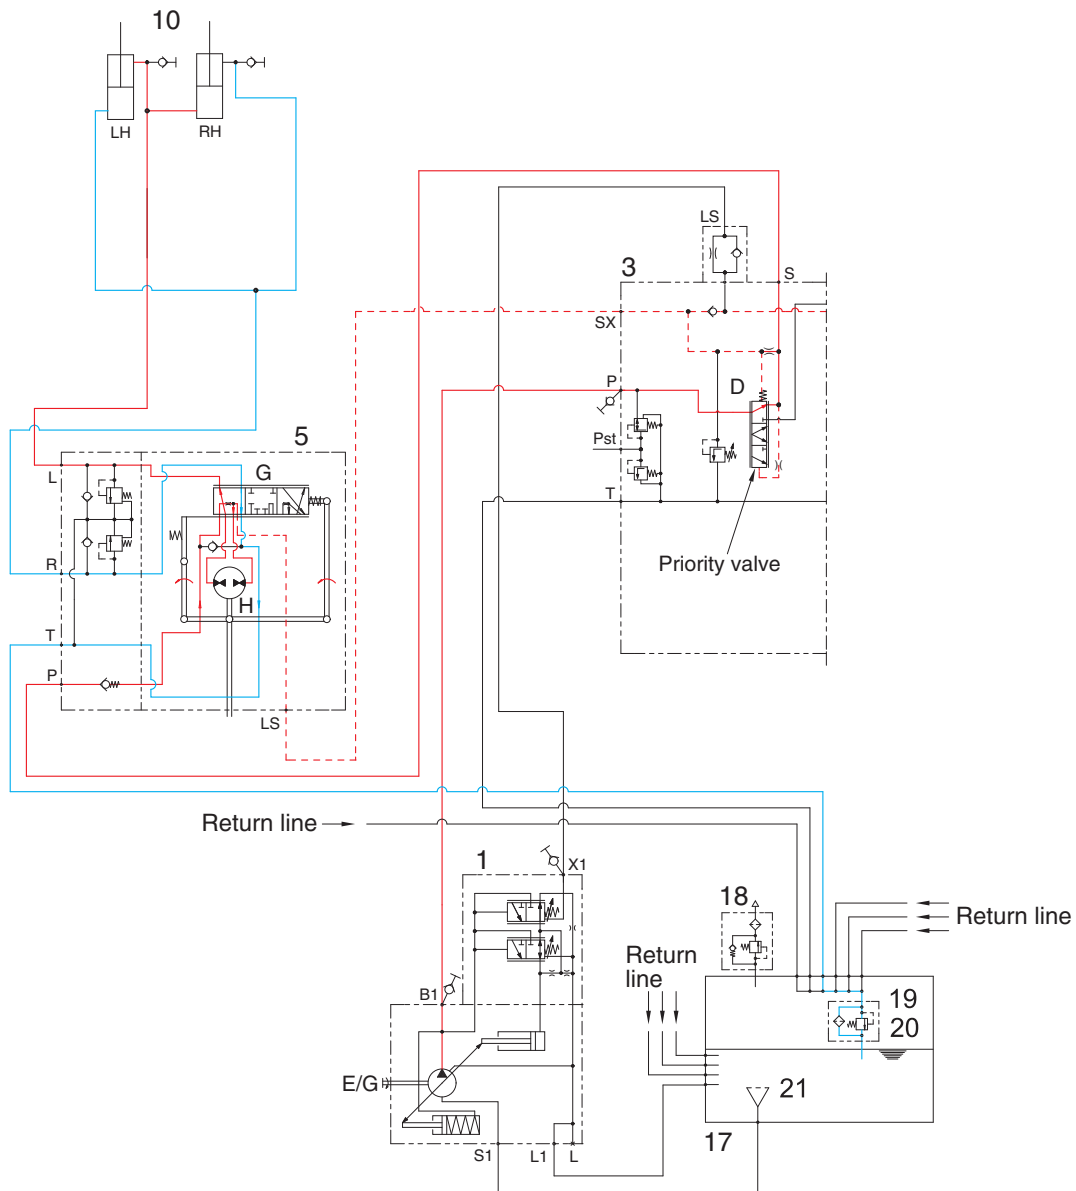 10
LH
RH
LS
3
S
SX
P
D
Pst
T
Priority valve
5
L
G
R
H
T
P
LS
Return line
1
X1
18
Return line
Return
line
B1
19
20
E/G
21
17
S1
L1
L